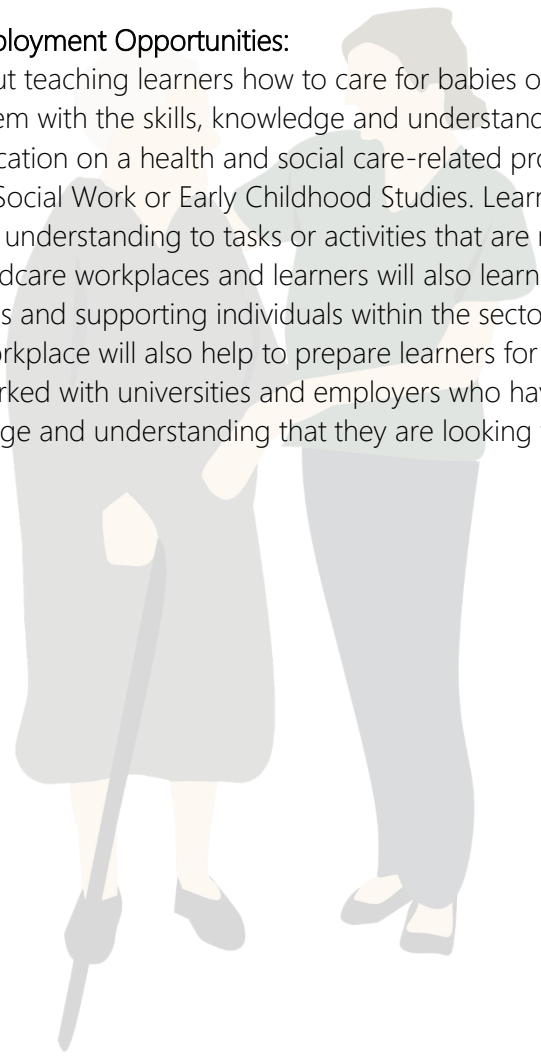 ployment Opportunities:
ut teaching learners how to care for babies o
em with the skills, knowledge and understand
cation on a health and social care-related pro
Social Work or Early Childhood Studies. Learn
understanding to tasks or activities that are r
dcare workplaces and learners will also learn
s and supporting individuals within the secto
orkplace will also help to prepare learners for
rked with universities and employers who hav
ge and understanding that they are looking